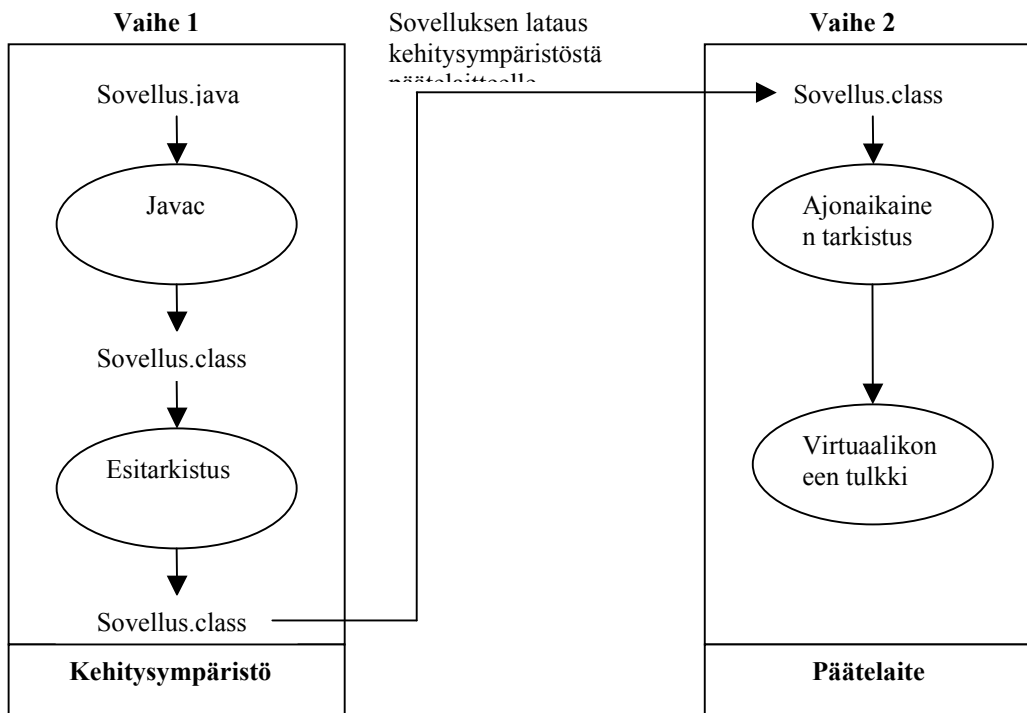 Vaihe 1
Sovellus.java
Javac
Sovellus.class
Esitarkistus
Sovellus.class
Kehitysympäristö
Sovelluksen lataus
kehitysympäristöstä
päätelaitteelle
Vaihe 2
Sovellus.class
Ajonaikaine
n tarkistus
Virtuaalikon
een tulkki
Päätelaite